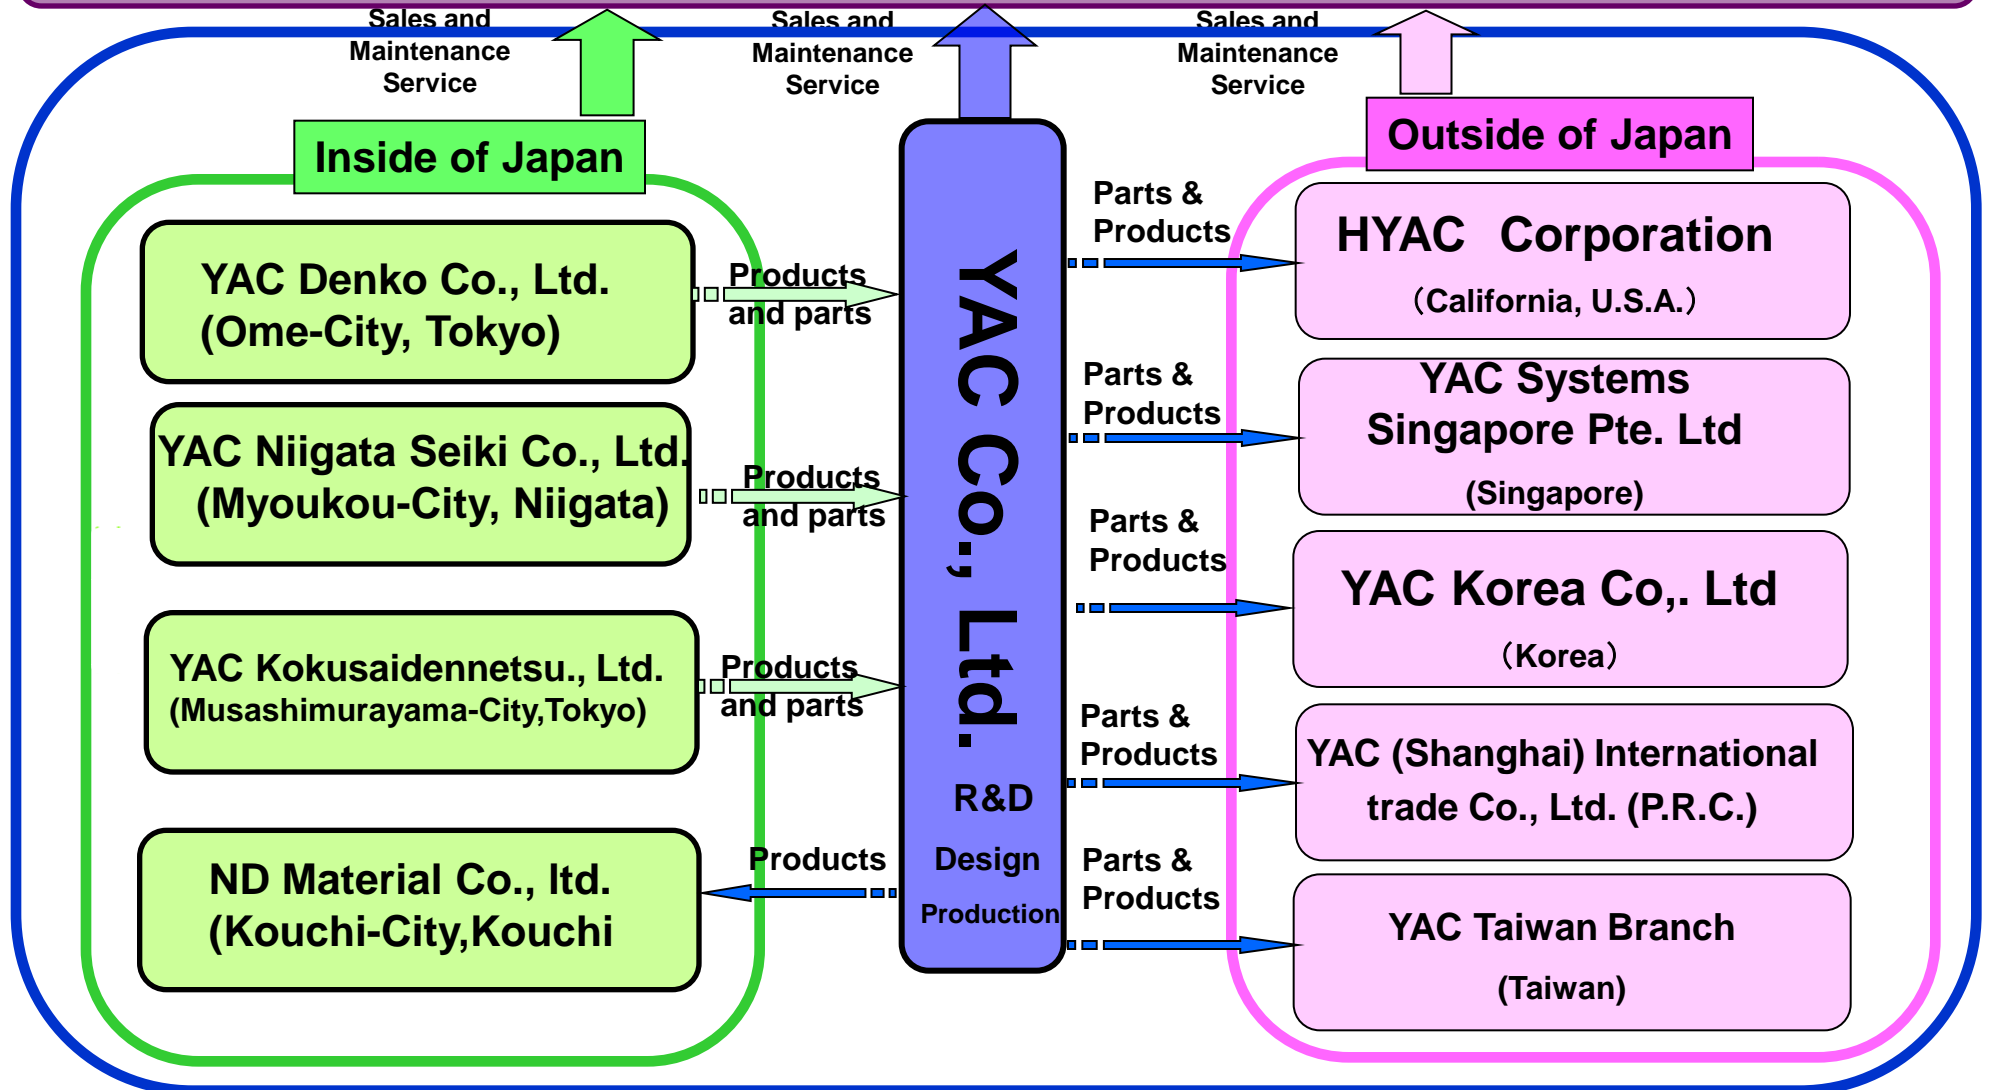 Sales and
Maintenance
Service
Sales and
Maintenance
Service
Sales and
Maintenance
Service
Inside of Japan
Outside of Japan
YAC Denko Co., Ltd.
(Ome-City, Tokyo)
Products
and parts
YAC Niigata Seiki Co., Ltd.
(Myoukou-City, Niigata)
Products
and parts
YAC Kokusaidennetsu., Ltd.
(Musashimurayama-City,Tokyo)
Products
and parts
ND Material Co., ltd.
(Kouchi-City,Kouchi
Products
YAC Co., Ltd.
R&D
Design
Production
Parts &
Products
HYAC Corporation
（California, U.S.A.）
Parts &
Products
YAC Systems
Singapore Pte. Ltd
(Singapore)
Parts &
Products
YAC Korea Co,. Ltd
（Korea）
Parts &
Products
YAC (Shanghai) International
trade Co., Ltd. (P.R.C.)
Parts &
Products
YAC Taiwan Branch
(Taiwan)